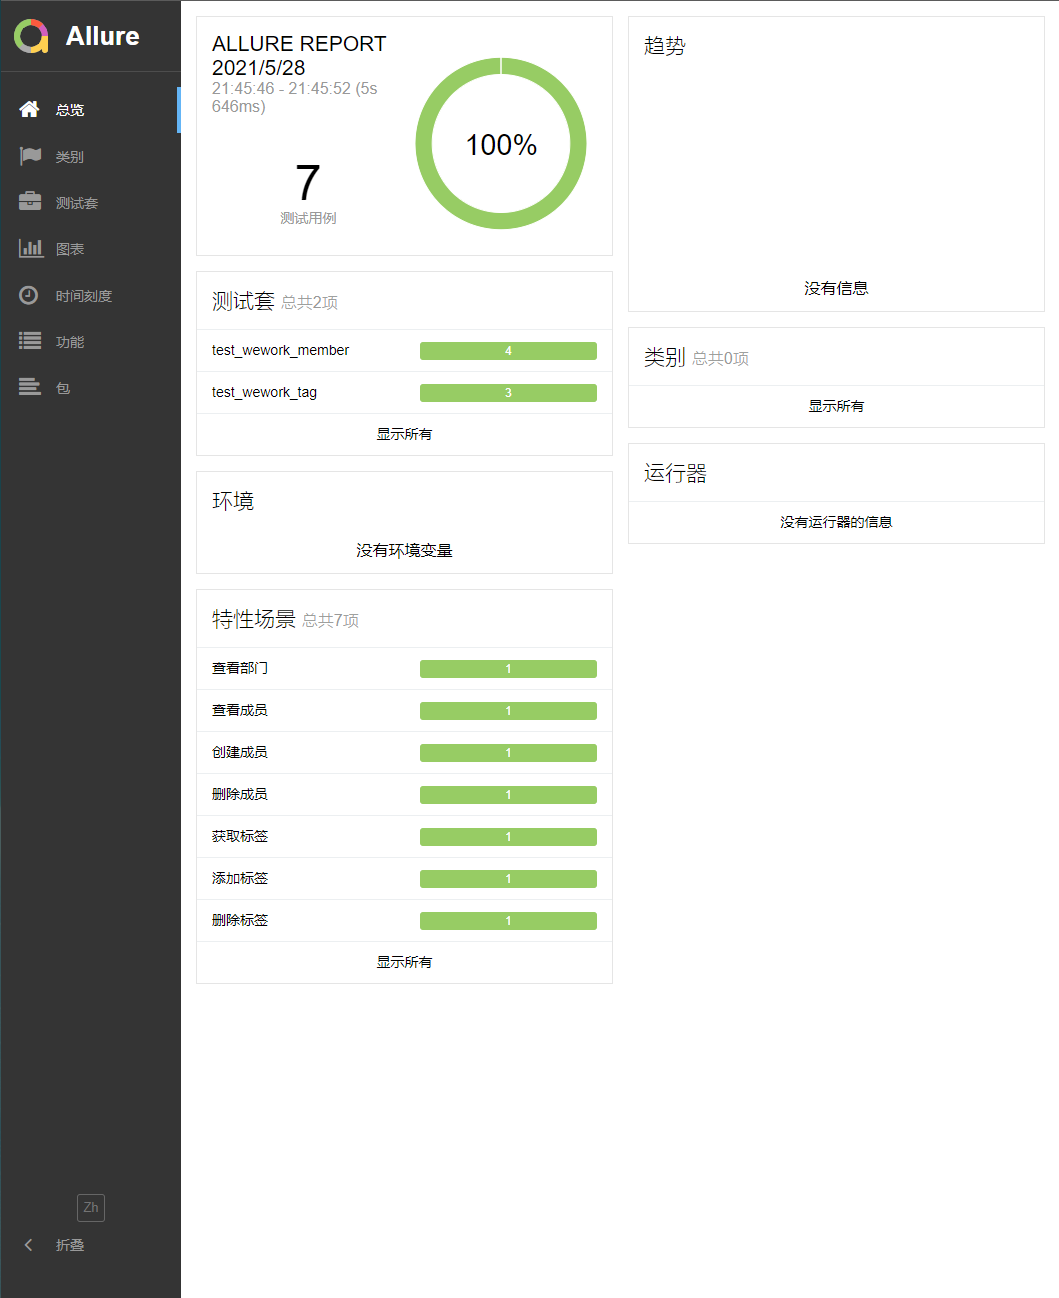 Allure
总览
类别
测试套
图表
时间刻度
功能
包
Zh
折叠
ALLURE REPORT
2021/5/28
21:45:46 - 21:45:52 (5s
646ms)
7
测试用例
100%
测试套 总共2项
test_wework_member 4
test_wework_tag 3
显示所有
环境
没有环境变量
特性场景 总共7项
查看部门 1
查看成员 1
创建成员 1
删除成员 1
获取标签 1
添加标签 1
删除标签 1
显示所有
趋势
没有信息
类别 总共0项
显示所有
运行器
没有运行器的信息